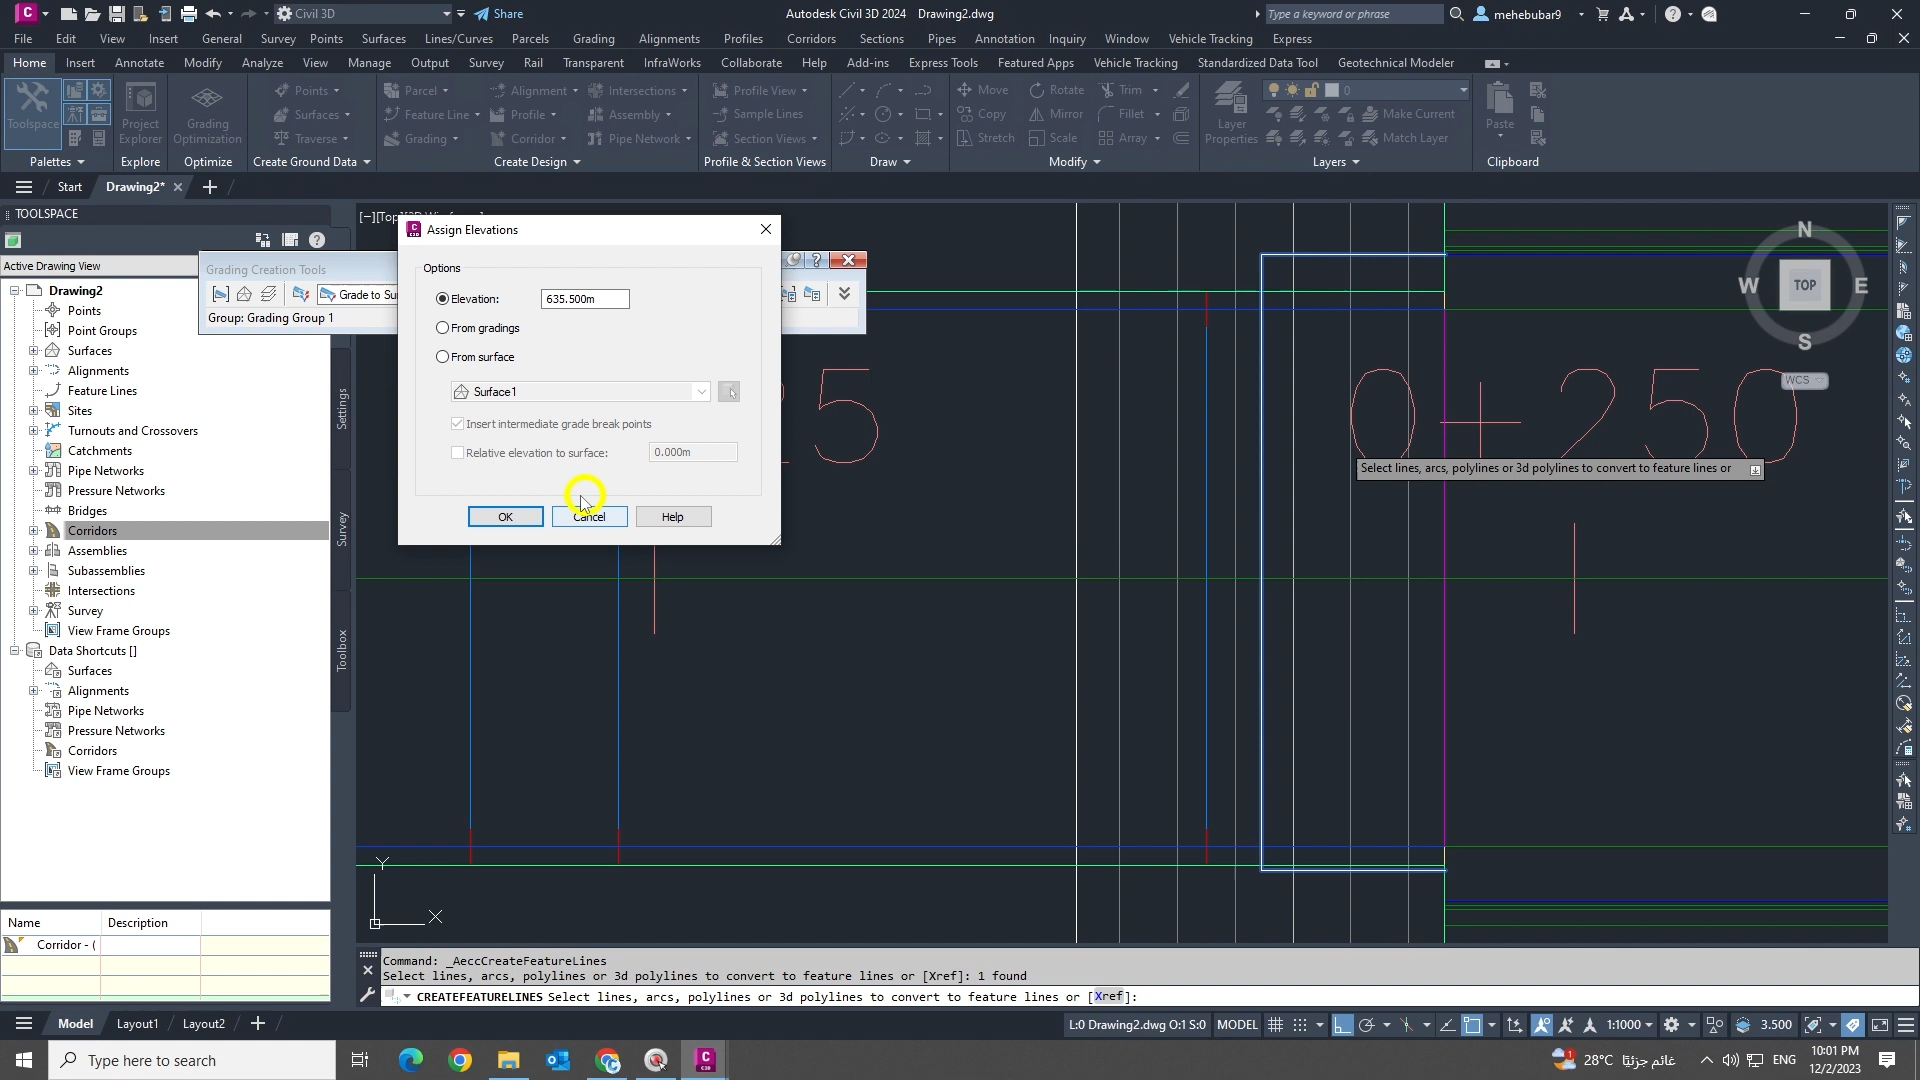 Civil 3D
Share
Autodesk Civil 3D 2024 Drawing2.dwg
Type a keyword or phrase
mehebubar9
File Edit View Insert General Survey Points Surfaces Lines/Curves Parcels Grading Alignments Profiles Corridors Sections Pipes Annotation Inquiry Window Vehicle Tracking Express
Home Insert Annotate Modify Analyze View Manage Output Survey Rail Transparent InfraWorks Collaborate Help Add-ins Express Tools Featured Apps Vehicle Tracking Standardized Data Tool Geotechnical Modeler
Points Parcel Alignment Intersections Profile View Move Rotate Trim 0
Surfaces Feature Line Profile Assembly Sample Lines Copy Mirror Fillet Make Current
Toolspace Project Explorer Grading Optimization Layer Properties Paste
Traverse Grading Corridor Pipe Network Section Views Stretch Scale Array Match Layer
Palettes Explore Optimize Create Ground Data Create Design Profile & Section Views Draw Modify Layers Clipboard
Start Drawing2*
TOOLSPACE
Active Drawing View
Drawing2
Points
Point Groups
Surfaces
Alignments
Feature Lines
Sites
Turnouts and Crossovers
Catchments
Pipe Networks
Pressure Networks
Bridges
Corridors
Assemblies
Subassemblies
Intersections
Survey
View Frame Groups
Data Shortcuts []
Surfaces
Alignments
Pipe Networks
Pressure Networks
Corridors
View Frame Groups
Settings
Survey
Toolbox
Name Description
Corridor - (
Grading Creation Tools
Grade to Su
Group: Grading Group 1
[−][Top]
Assign Elevations
Options
Elevation: 635.500m
From gradings
From surface
Surface1
Insert intermediate grade break points
Relative elevation to surface: 0.000m
OK Cancel Help
5
0+250
Select lines, arcs, polylines or 3d polylines to convert to feature lines or
N
W TOP E
S
WCS
Y
X
Command: _AeccCreateFeatureLines
Select lines, arcs, polylines or 3d polylines to convert to feature lines or [Xref]: 1 found
CREATEFEATURELINES Select lines, arcs, polylines or 3d polylines to convert to feature lines or [Xref]:
Model Layout1 Layout2
L:0 Drawing2.dwg O:1 S:0 MODEL 1:1000 3.500
Type here to search
28°C غائم جزئيًا ENG 10:01 PM
12/2/2023